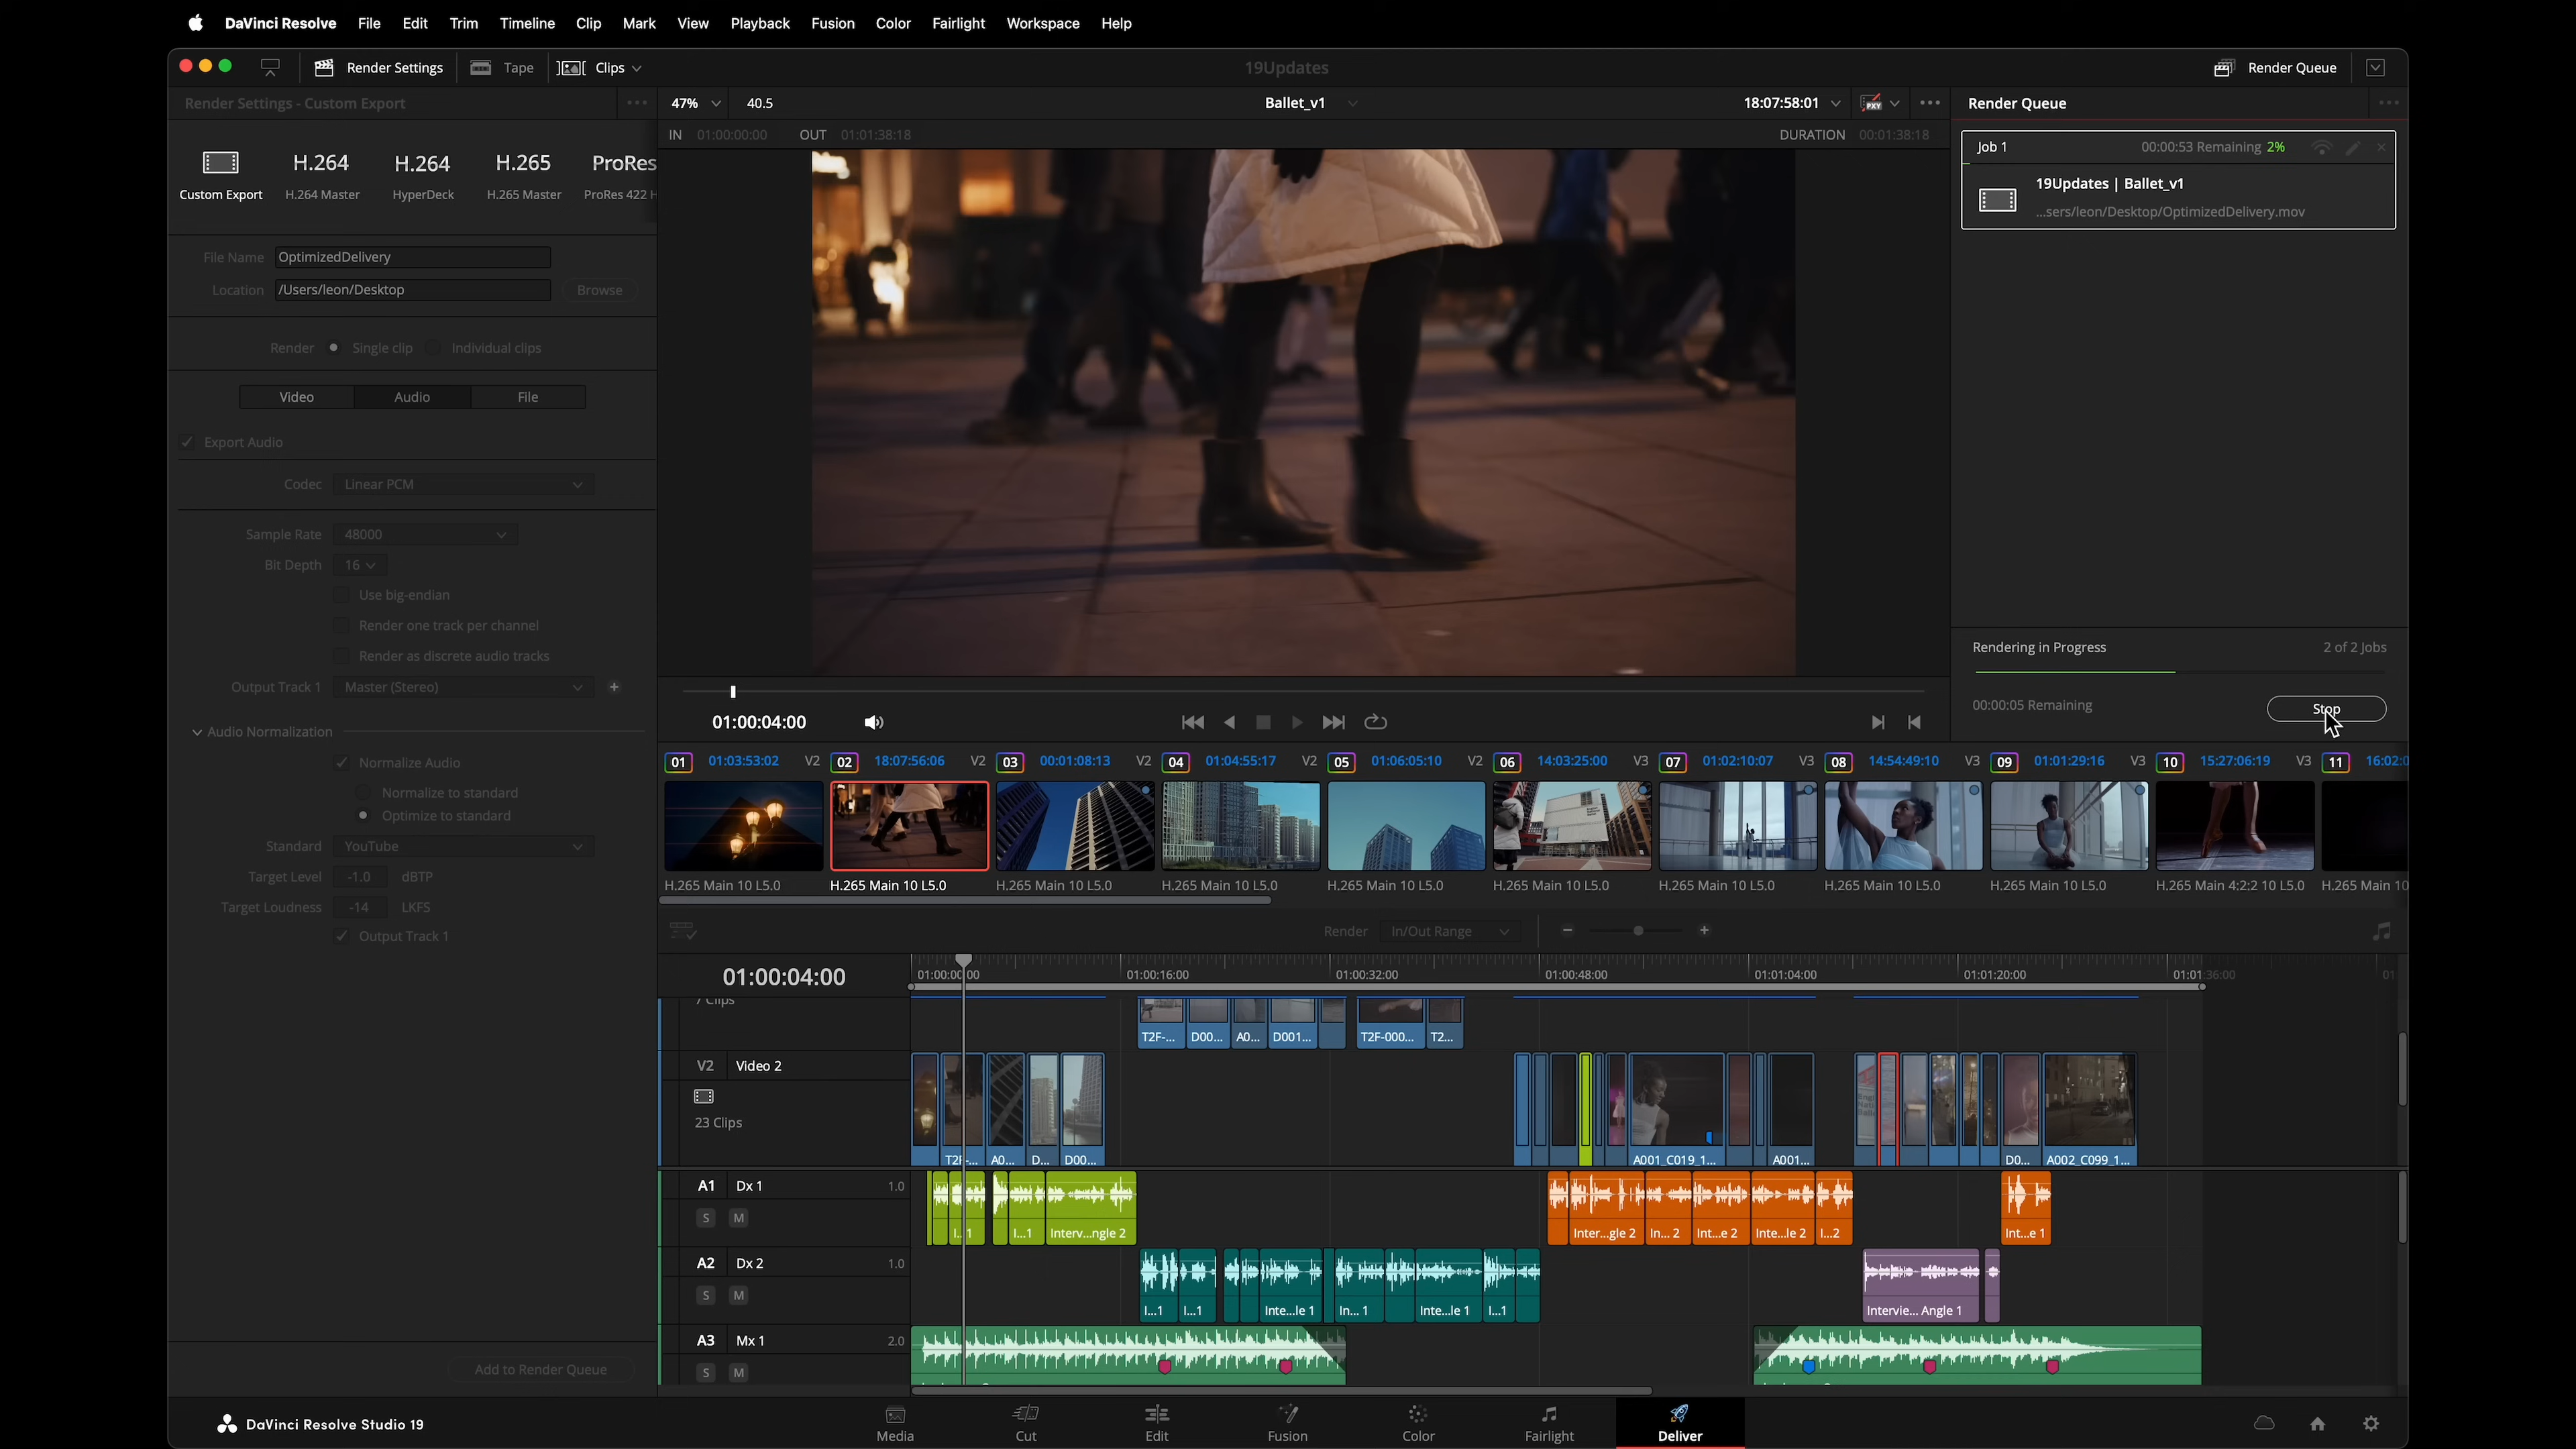 DaVinci Resolve File Edit Trim Timeline Clip Mark View Playback Fusion Color Fairlight Workspace Help
Render Settings Tape Clips 19Updates Render Queue
Render Settings - Custom Export
47% 40.5 Ballet_v1 18:07:58:01 PXY
Render Queue
IN 01:00:00:00 OUT 01:01:38:18 DURATION 00:01:38:18
H.264 H.264 H.265 ProRes
Custom Export H.264 Master HyperDeck H.265 Master ProRes 422 H
Job 1 00:00:53 Remaining 2%
19Updates | Ballet_v1
...sers/leon/Desktop/OptimizedDelivery.mov
File Name OptimizedDelivery
Location /Users/leon/Desktop Browse
Render Single clip Individual clips
Video Audio File
Export Audio
Codec Linear PCM
Sample Rate 48000
Bit Depth 16
Use big-endian
Render one track per channel
Render as discrete audio tracks
Output Track 1 Master (Stereo)
Audio Normalization
Normalize Audio
Normalize to standard
Optimize to standard
Standard YouTube
Target Level -1.0 dBTP
Target Loudness -14 LKFS
Output Track 1
Add to Render Queue
Rendering in Progress 2 of 2 Jobs
00:00:05 Remaining Stop
01:00:04:00
01 01:03:53:02 V2 02 18:07:56:06 V2 03 00:01:08:13 V2 04 01:04:55:17 V2 05 01:06:05:10 V2 06 14:03:25:00 V3 07 01:02:10:07 V3 08 14:54:49:10 V3 09 01:01:29:16 V3 10 15:27:06:19 V3 11 16:02:0
H.265 Main 10 L5.0 H.265 Main 10 L5.0 H.265 Main 10 L5.0 H.265 Main 10 L5.0 H.265 Main 10 L5.0 H.265 Main 10 L5.0 H.265 Main 10 L5.0 H.265 Main 10 L5.0 H.265 Main 10 L5.0 H.265 Main 4:2:2 10 L5.0 H.265 Main 10
Render In/Out Range
01:00:04:00 01:00:00:00 01:00:16:00 01:00:32:00 01:00:48:00 01:01:04:00 01:01:20:00 01:01:36:00 01
7 Clips
T2F-... D00... A0... D001... T2F-000... T2...
V2 Video 2
23 Clips
T2F-... A0... D... D00... A001_C019_1... A001... D0... A002_C099_1...
A1 Dx 1 1.0
S M
I...1 I...1 Interv...ngle 2 Inter...gle 2 In... 2 Int...e 2 Inte...le 2 I...2 Int...e 1
A2 Dx 2 1.0
S M
I...1 I...1 Inte...le 1 In... 1 Inte...le 1 I...1 Intervie... Angle 1
A3 Mx 1 2.0
S M
DaVinci Resolve Studio 19
Media Cut Edit Fusion Color Fairlight Deliver